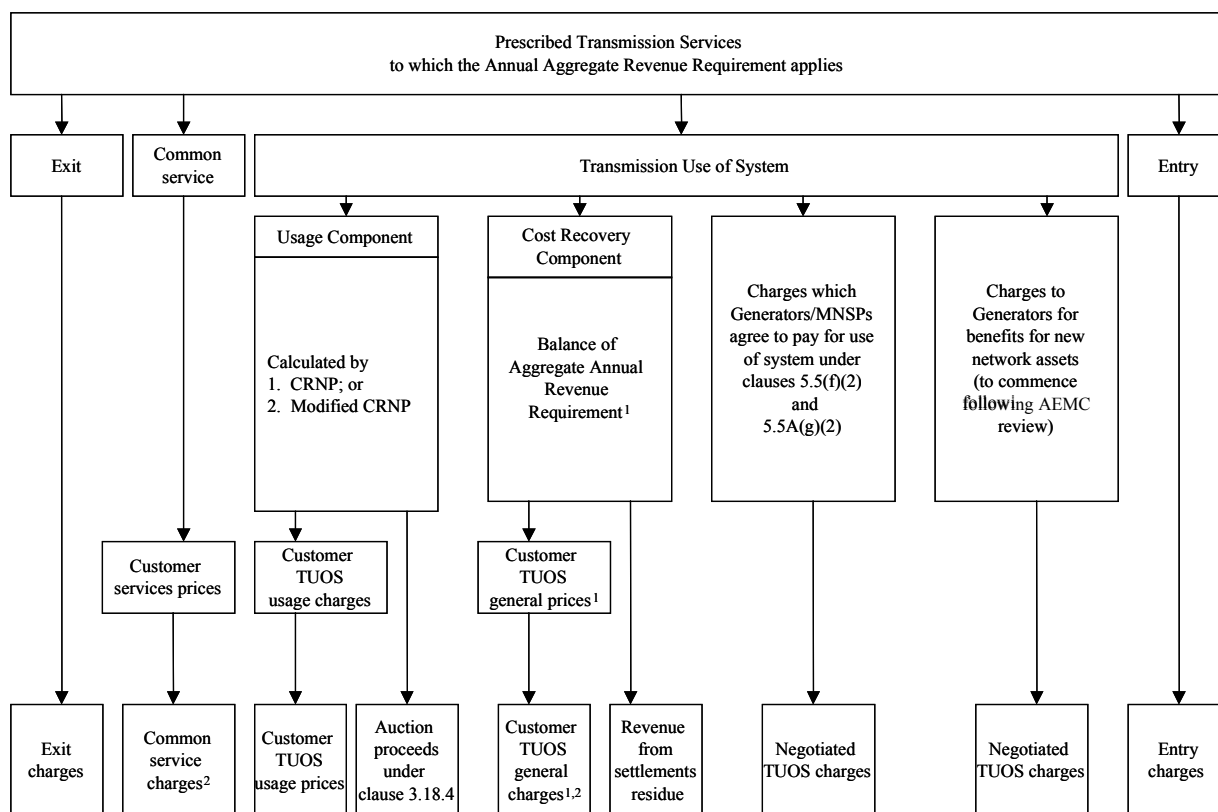 Prescribed Transmission Services
to which the Annual Aggregate Revenue Requirement applies
Exit
Common
service
Transmission Use of System
Entry
Usage Component
Calculated by
1. CRNP; or
2. Modified CRNP
Cost Recovery
Component
Balance of
Aggregate Annual
Revenue
Requirement1
Charges which
Generators/MNSPs
agree to pay for use
of system under
clauses 5.5(f)(2)
and
5.5A(g)(2)
Charges to
Generators for
benefits for new
network assets
(to commence
following AEMC
review)
Customer
services prices
Customer
TUOS
usage charges
Customer
TUOS
general prices1
Exit
charges
Common
service
charges2
Customer
TUOS
usage prices
Auction
proceeds
under
clause 3.18.4
Customer
TUOS
general
charges1,2
Revenue
from
settlements
residue
Negotiated
TUOS charges
Negotiated
TUOS charges
Entry
charges